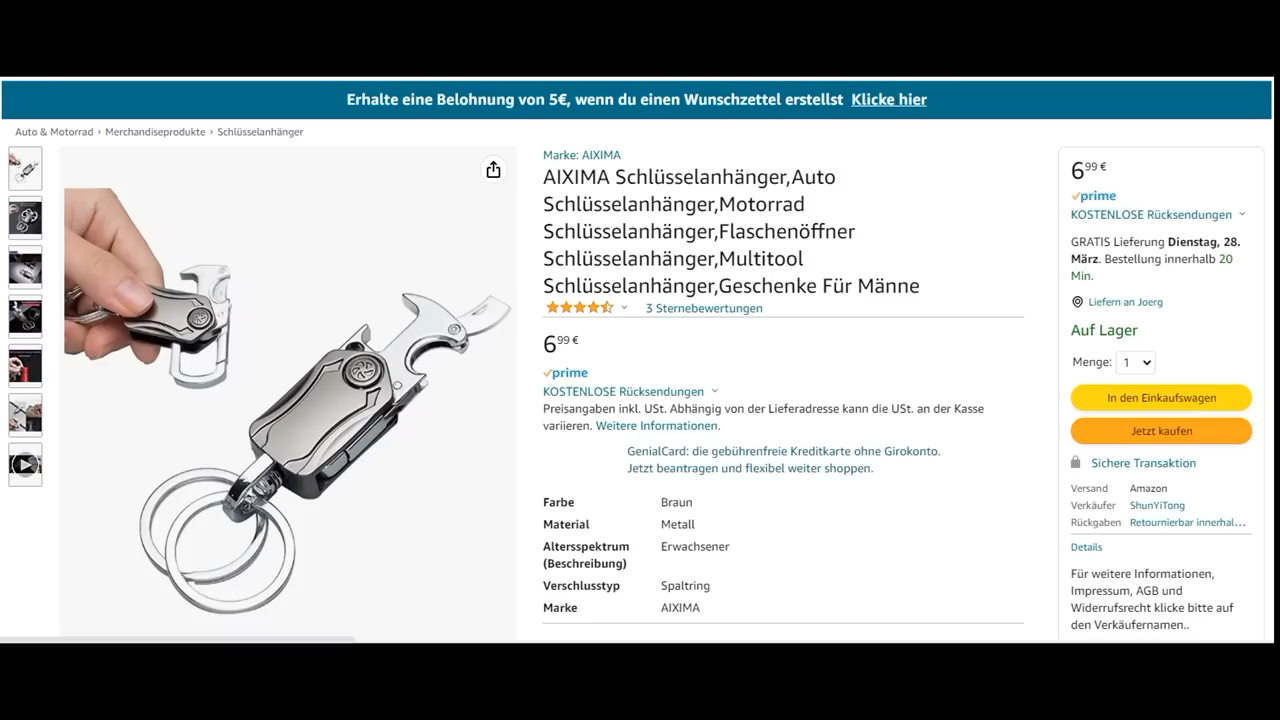 Erhalte eine Belohnung von 5€, wenn du einen Wunschzettel erstellst Klicke hier
Auto & Motorrad › Merchandiseprodukte › Schlüsselanhänger
Marke: AIXIMA
AIXIMA Schlüsselanhänger,Auto
Schlüsselanhänger,Motorrad
Schlüsselanhänger,Flaschenöffner
Schlüsselanhänger,Multitool
Schlüsselanhänger,Geschenke Für Männe
3 Sternebewertungen
6 99 €
prime
KOSTENLOSE Rücksendungen
Preisangaben inkl. USt. Abhängig von der Lieferadresse kann die USt. an der Kasse
variieren. Weitere Informationen.
GenialCard: die gebührenfreie Kreditkarte ohne Girokonto.
Jetzt beantragen und flexibel weiter shoppen.
Farbe Braun
Material Metall
Altersspektrum Erwachsener
(Beschreibung)
Verschlusstyp Spaltring
Marke AIXIMA
6 99 €
prime
KOSTENLOSE Rücksendungen
GRATIS Lieferung Dienstag, 28.
März. Bestellung innerhalb 20
Min.
Liefern an Joerg
Auf Lager
Menge: 1
In den Einkaufswagen
Jetzt kaufen
Sichere Transaktion
Versand Amazon
Verkäufer ShunYiTong
Rückgaben Retournierbar innerhal…
Details
Für weitere Informationen,
Impressum, AGB und
Widerrufsrecht klicke bitte auf
den Verkäufernamen..